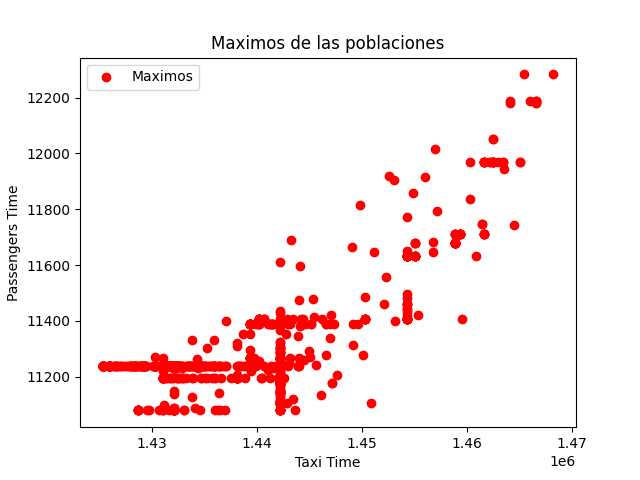 Maximos de las poblaciones
Maximos
Passengers Time
12200
12000
11800
11600
11400
11200
1.43 1.44 1.45 1.46 1.47
1e6
Taxi Time